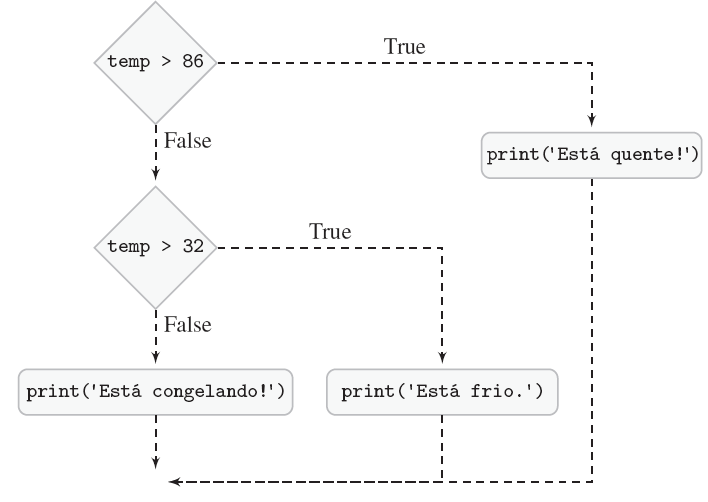 True
temp > 86
False
print('Está quente!')
True
temp > 32
False
print('Está congelando!')
print('Está frio.')